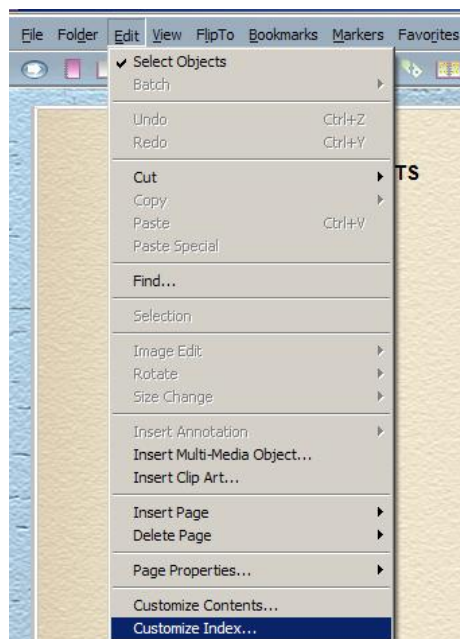 File Folder Edit View FlipTo Bookmarks Markers Favorites
Select Objects
Batch
Undo Ctrl+Z
Redo Ctrl+Y
Cut
TS
Copy
Paste Ctrl+V
Paste Special
Find...
Selection
Image Edit
Rotate
Size Change
Insert Annotation
Insert Multi-Media Object...
Insert Clip Art...
Insert Page
Delete Page
Page Properties...
Customize Contents...
Customize Index...